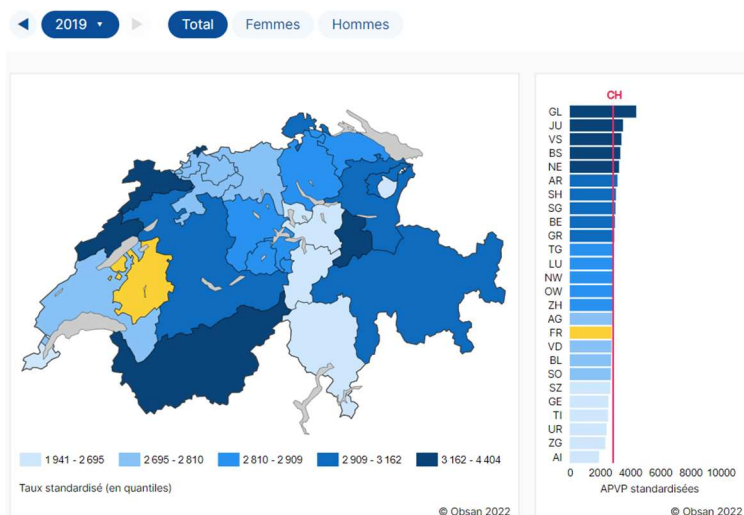 2019
Total
Femmes
Hommes
1 941 - 2 695
2 695 - 2 810
2 810 - 2 909
2 909 - 3 162
3 162 - 4 404
Taux standardisé (en quantiles)
© Obsan 2022
CH
GL
JU
VS
BS
NE
AR
SH
SG
BE
GR
TG
LU
NW
OW
ZH
AG
FR
VD
BL
SO
SZ
GE
TI
UR
ZG
AI
0 2000 4000 6000 8000 10000
APVP standardisées
© Obsan 2022